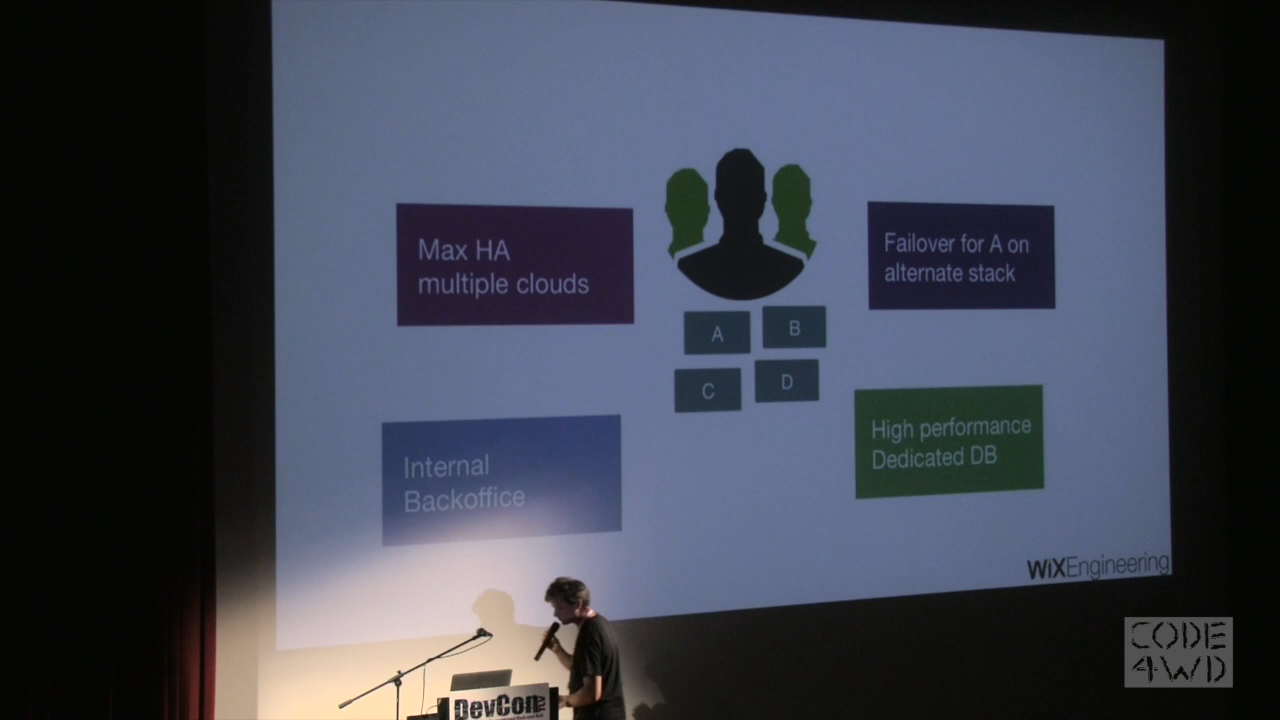 Max HA
multiple clouds
Failover for A on
alternate stack
A
B
C
D
Internal
Backoffice
High performance
Dedicated DB
WiXEngineering
CODE
4WD
DevCon